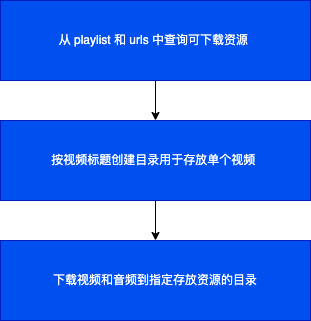 从 playlist 和 urls 中查询可下载资源
按视频标题创建目录用于存放单个视频
下载视频和音频到指定存放资源的目录